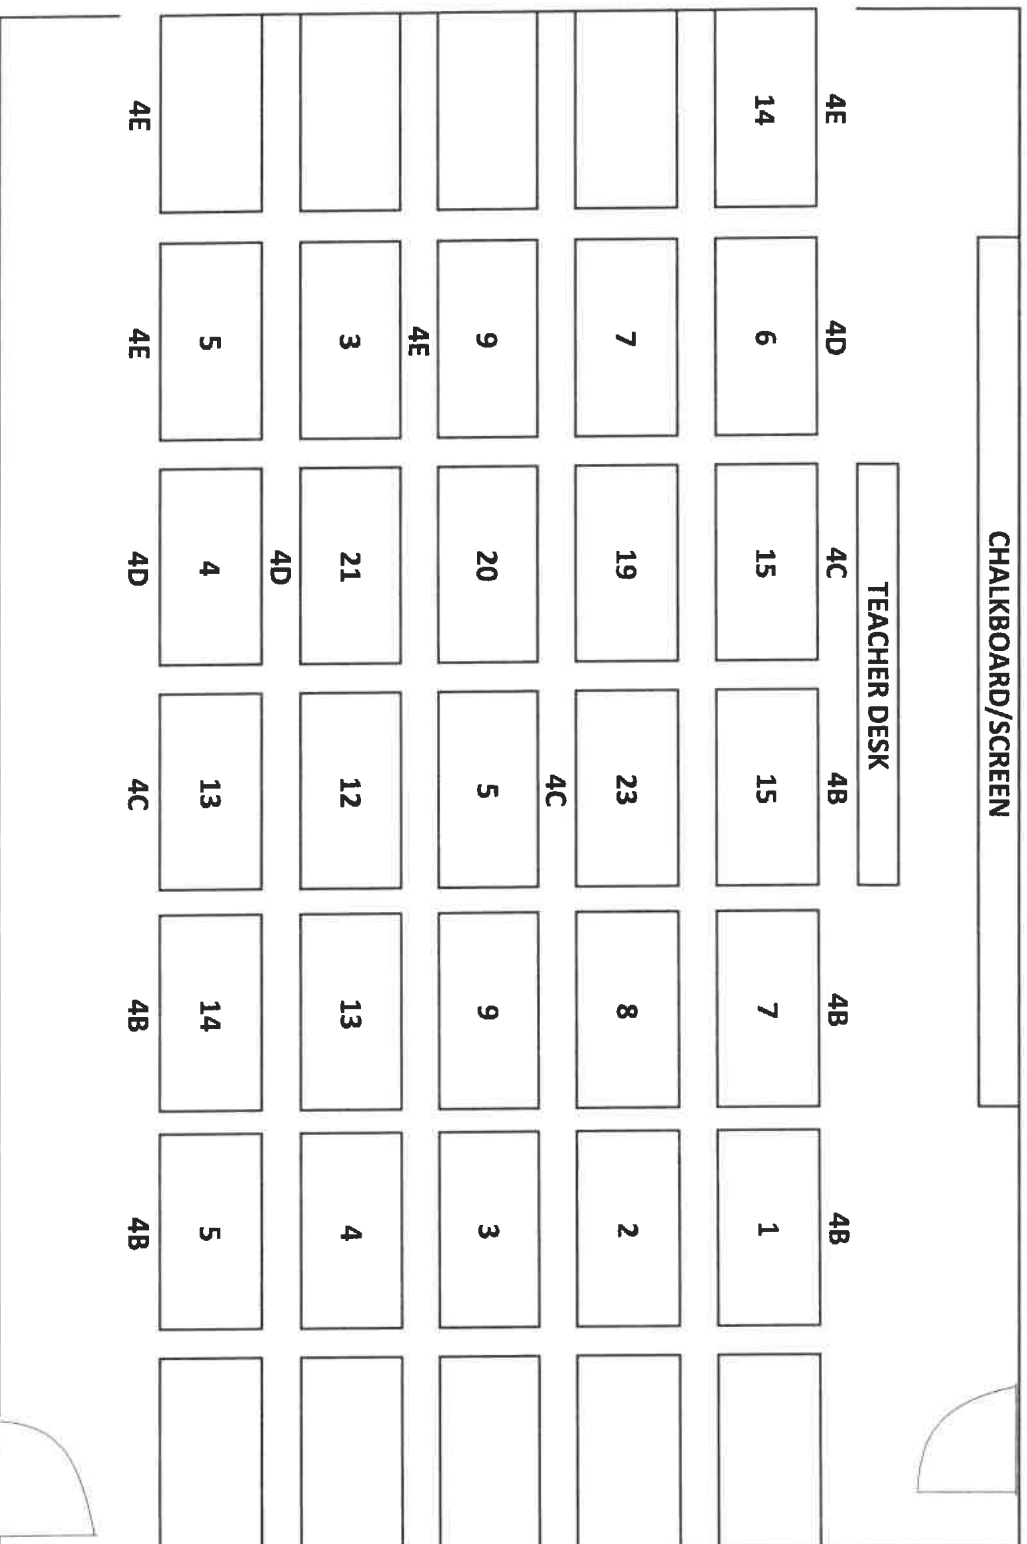 CHALKBOARD/SCREEN
TEACHER DESK
4E 4D 4C 4B 4B 4B
14 6 15 15 7 1
7 19 23 8 2
4C
9 20 5 9 3
4E
3 21 12 13 4
4D
5 4 13 14 5
4E 4E 4D 4C 4B 4B